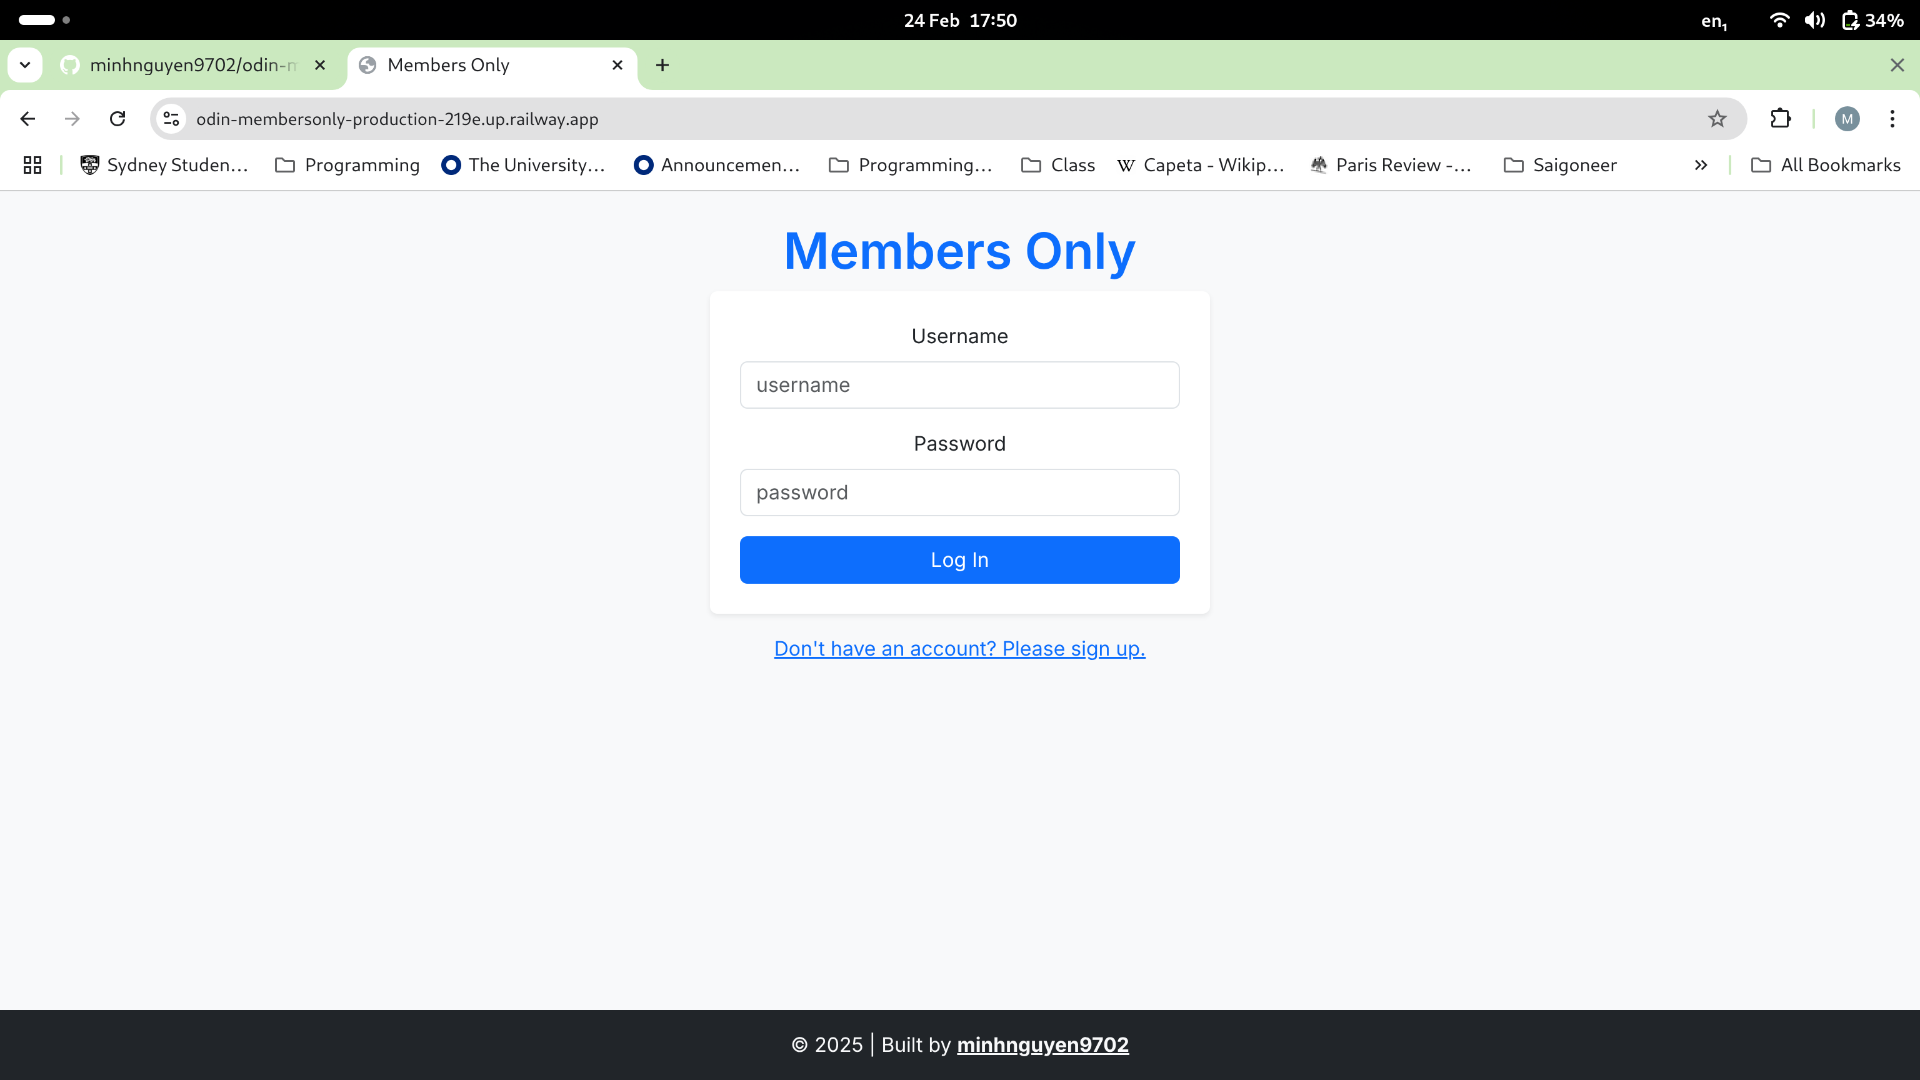 24 Feb 17:50
en₁
34%
minhnguyen9702/odin-m
Members Only
odin-membersonly-production-219e.up.railway.app
M
Sydney Studen...
Programming
The University...
Announcemen...
Programming...
Class
W Capeta - Wikip...
Paris Review -...
Saigoneer
All Bookmarks
Members Only
Username
username
Password
password
Log In
Don't have an account? Please sign up.
© 2025 | Built by minhnguyen9702